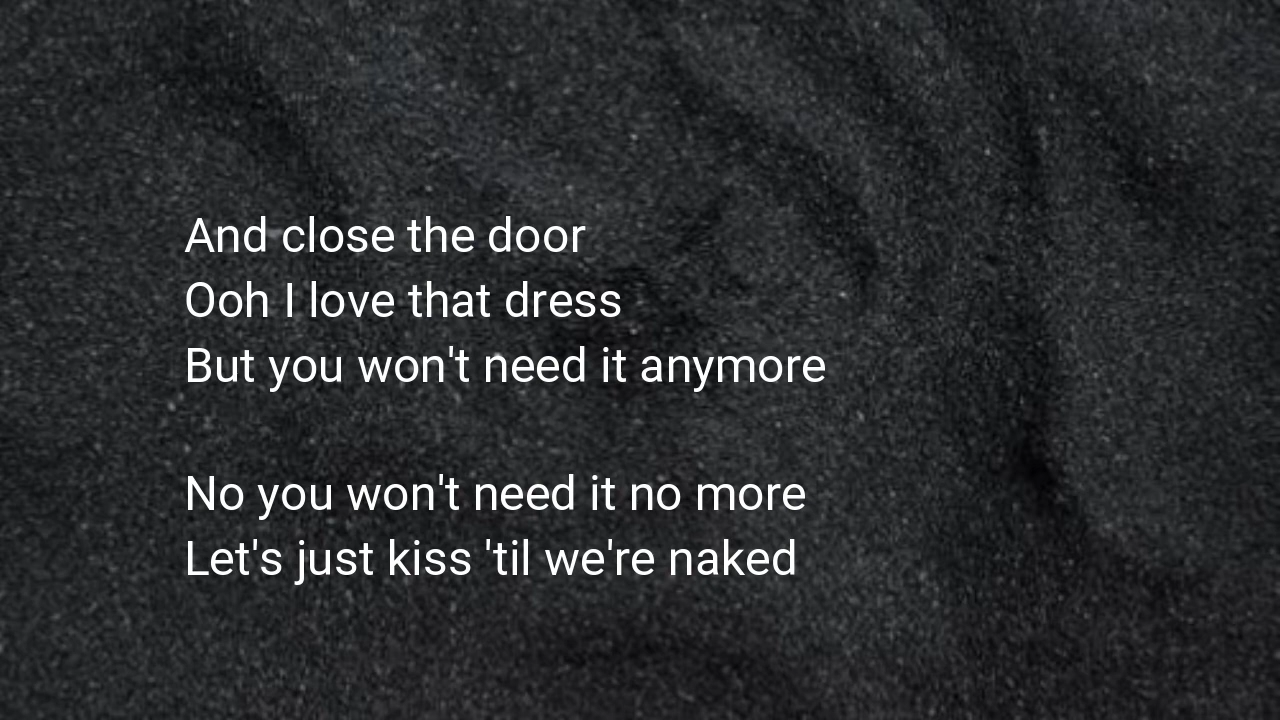 And close the door
Ooh I love that dress
But you won't need it anymore
No you won't need it no more
Let's just kiss 'til we're naked